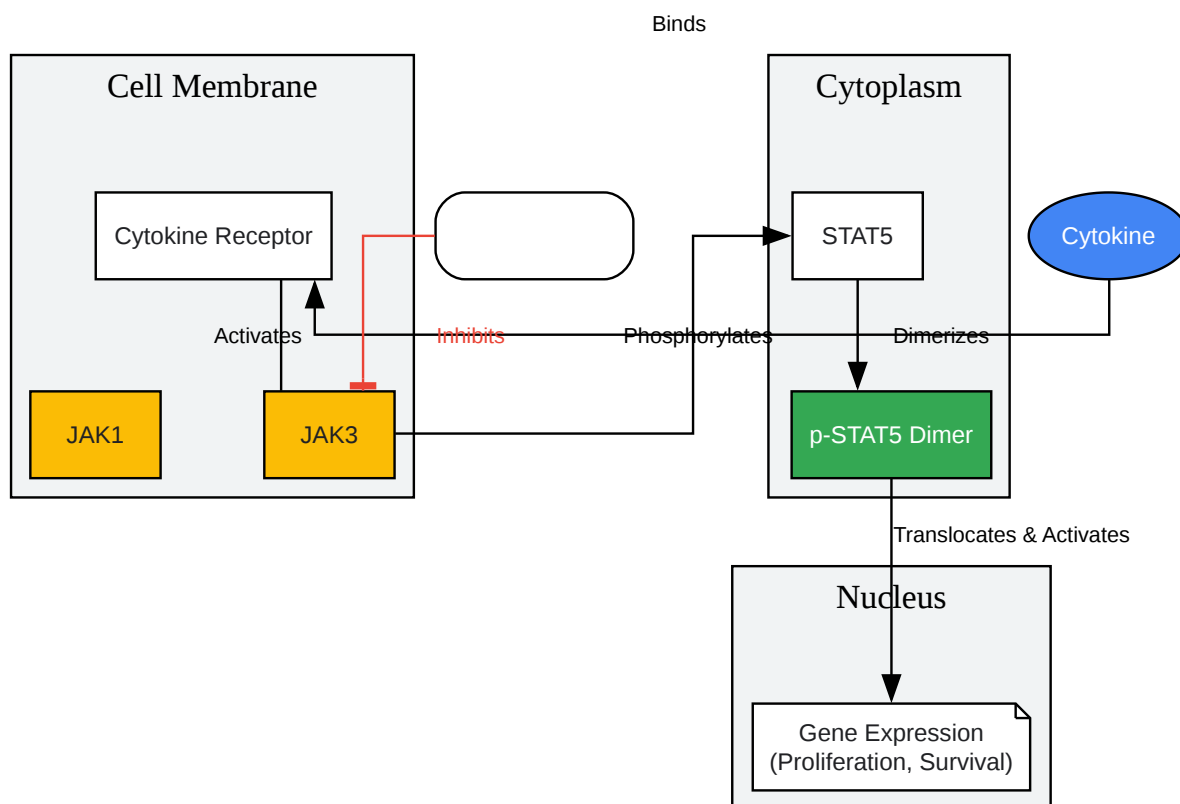 Binds
Cell Membrane
Cytoplasm
Cytokine Receptor
STAT5
Cytokine
Activates
Inhibits
Phosphorylates
Dimerizes
JAK1
JAK3
p-STAT5 Dimer
Translocates & Activates
Nucleus
Gene Expression
(Proliferation, Survival)